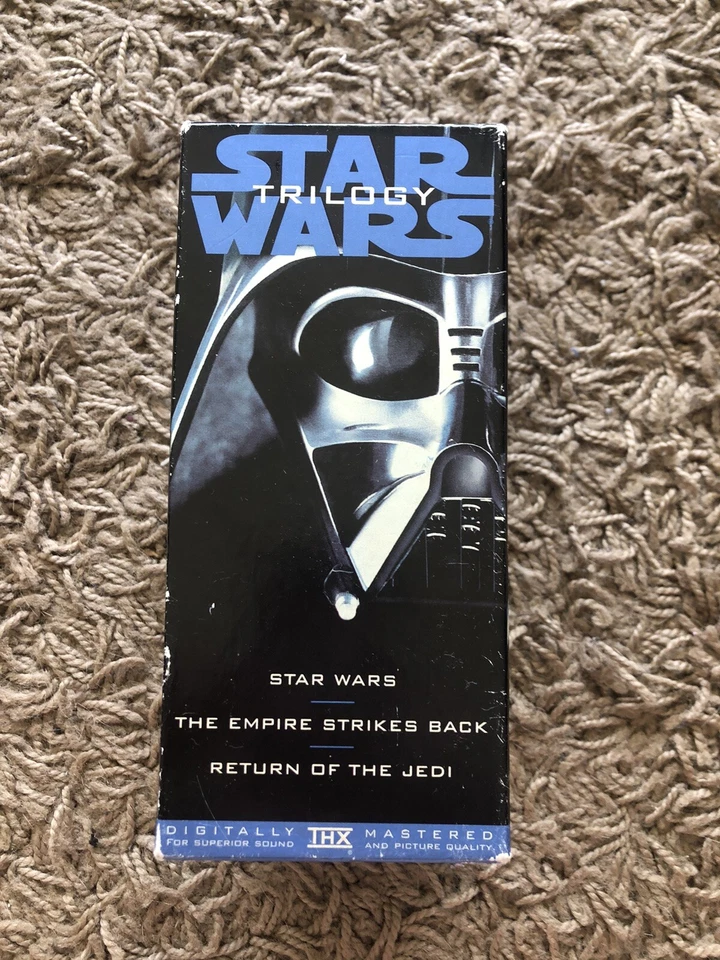 STAR
TRILOGY
WARS
STAR WARS
THE EMPIRE STRIKES BACK
RETURN OF THE JEDI
DIGITALLY THX MASTERED
FOR SUPERIOR SOUND AND PICTURE QUALITY